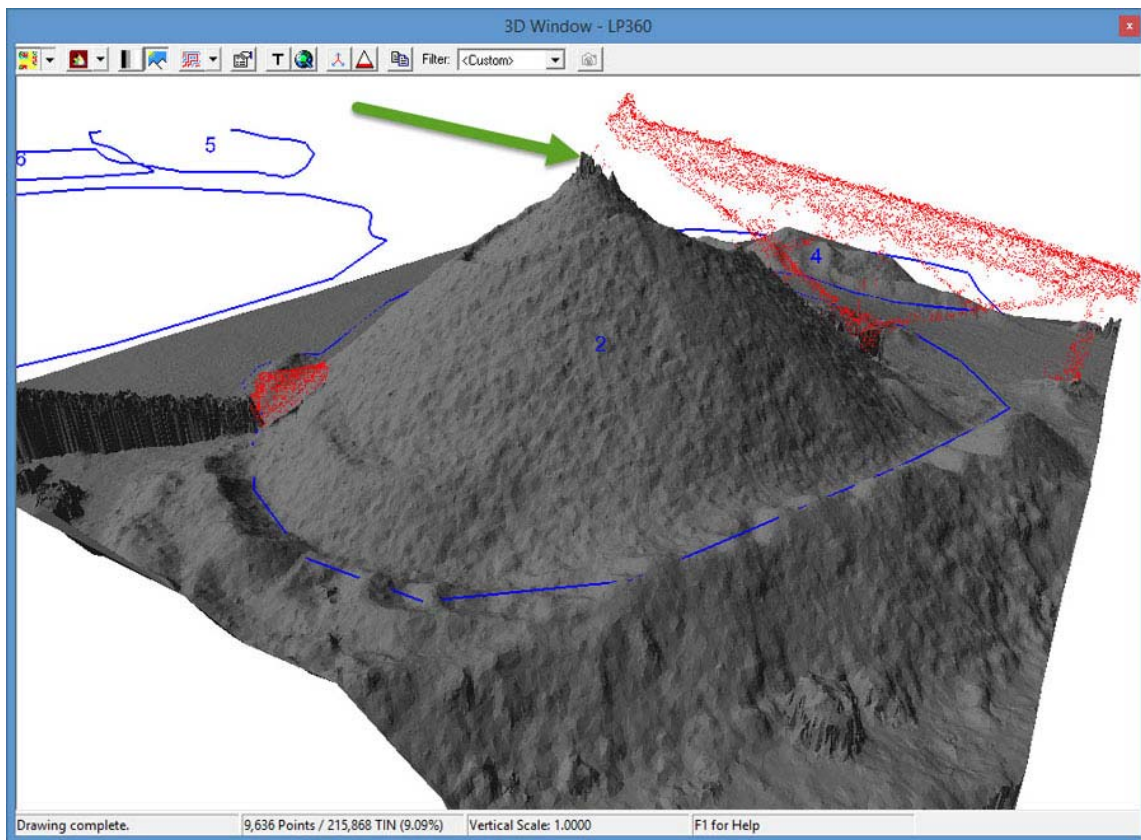 3D Window - LP360
x
T
Filter: <Custom>
5
6
4
2
Drawing complete.
9,636 Points / 215,868 TIN (9.09%)
Vertical Scale: 1.0000
F1 for Help